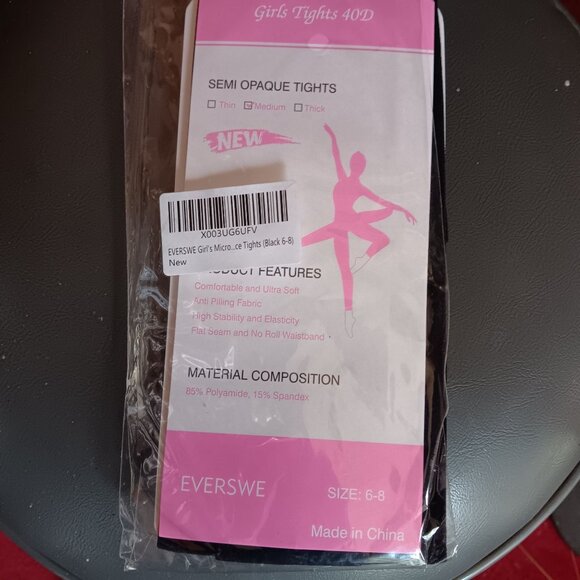 Girls Tights 40D
SEMI OPAQUE TIGHTS
Thin Medium Thick
NEW
X003UG6UFV
EVERSWE Girl's Micro...ce Tights (Black 6-8)
New
PRODUCT FEATURES
Comfortable and Ultra Soft
Anti Pilling Fabric
High Stability and Elasticity
Flat Seam and No Roll Waistband
MATERIAL COMPOSITION
85% Polyamide, 15% Spandex
EVERSWE
SIZE: 6-8
Made in China